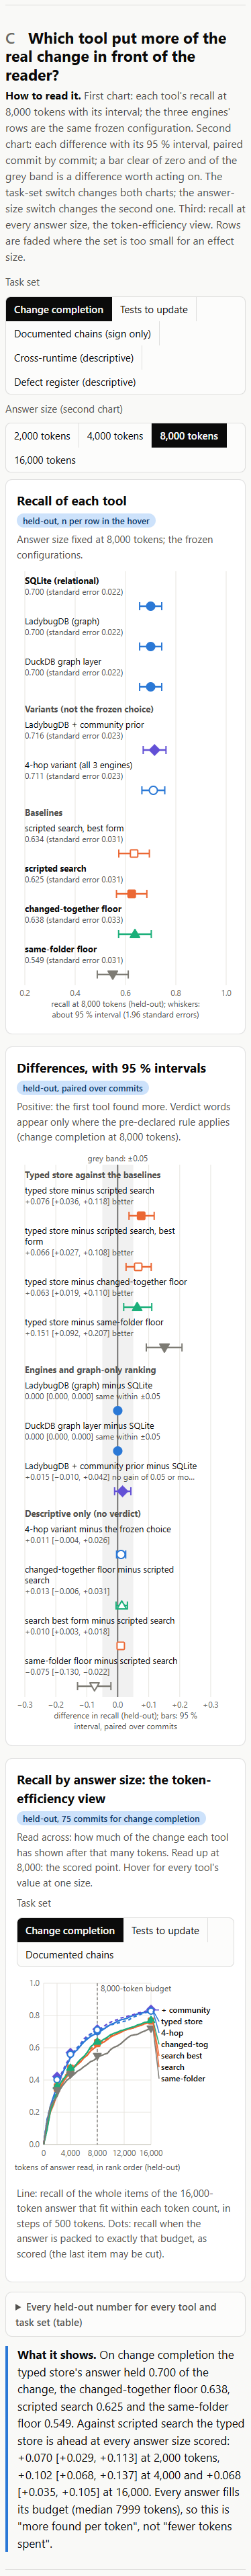 C Which tool put more of the
real change in front of the
reader?
How to read it. First chart: each tool's recall at
8,000 tokens with its interval; the three engines'
rows are the same frozen configuration. Second
chart: each difference with its 95 % interval, paired
commit by commit; a bar clear of zero and of the
grey band is a difference worth acting on. The
task-set switch changes both charts; the answer-
size switch changes the second one. Third: recall at
every answer size, the token-efficiency view. Rows
are faded where the set is too small for an effect
size.
Task set
Change completion Tests to update
Documented chains (sign only)
Cross-runtime (descriptive)
Defect register (descriptive)
Answer size (second chart)
2,000 tokens 4,000 tokens 8,000 tokens
16,000 tokens
Recall of each tool
held-out, n per row in the hover
Answer size fixed at 8,000 tokens; the frozen
configurations.
SQLite (relational)
0.700 (standard error 0.022)
LadybugDB (graph)
0.700 (standard error 0.022)
DuckDB graph layer
0.700 (standard error 0.022)
Variants (not the frozen choice)
LadybugDB + community prior
0.716 (standard error 0.023)
4-hop variant (all 3 engines)
0.711 (standard error 0.023)
Baselines
scripted search, best form
0.634 (standard error 0.031)
scripted search
0.625 (standard error 0.031)
changed-together floor
0.638 (standard error 0.033)
same-folder floor
0.549 (standard error 0.031)
0.2 0.4 0.6 0.8 1.0
recall at 8,000 tokens (held-out); whiskers:
about 95 % interval (1.96 standard errors)
Differences, with 95 % intervals
held-out, paired over commits
Positive: the first tool found more. Verdict words
appear only where the pre-declared rule applies
(change completion at 8,000 tokens).
grey band: ±0.05
Typed store against the baselines
typed store minus scripted search
+0.076 [+0.036, +0.118] better
typed store minus scripted search, best
form
+0.066 [+0.027, +0.108] better
typed store minus changed-together floor
+0.063 [+0.019, +0.110] better
typed store minus same-folder floor
+0.151 [+0.092, +0.207] better
Engines and graph-only ranking
LadybugDB (graph) minus SQLite
0.000 [0.000, 0.000] same within ±0.05
DuckDB graph layer minus SQLite
0.000 [0.000, 0.000] same within ±0.05
LadybugDB + community prior minus SQLite
+0.015 [−0.010, +0.042] no gain of 0.05 or mo...
Descriptive only (no verdict)
4-hop variant minus the frozen choice
+0.011 [−0.004, +0.026]
changed-together floor minus scripted
search
+0.013 [−0.006, +0.031]
search best form minus scripted search
+0.010 [+0.003, +0.018]
same-folder floor minus scripted search
−0.075 [−0.130, −0.022]
−0.3 −0.2 −0.1 0.0 +0.1 +0.2 +0.3
difference in recall (held-out); bars: 95 %
interval, paired over commits
Recall by answer size: the token-
efficiency view
held-out, 75 commits for change completion
Read across: how much of the change each tool
has shown after that many tokens. Read up at
8,000: the scored point. Hover for every tool's
value at one size.
Task set
Change completion Tests to update
Documented chains
1.0
8,000-token budget
0.8
0.6
0.4
0.2
0.0
+ community
typed store
4-hop
changed-tog
search best
search
same-folder
0 4,000 8,000 12,000 16,000
tokens of answer read, in rank order (held-out)
Line: recall of the whole items of the 16,000-
token answer that fit within each token count, in
steps of 500 tokens. Dots: recall when the
answer is packed to exactly that budget, as
scored (the last item may be cut).
▶ Every held-out number for every tool and
task set (table)
What it shows. On change completion the
typed store's answer held 0.700 of the
change, the changed-together floor 0.638,
scripted search 0.625 and the same-folder
floor 0.549. Against scripted search the typed
store is ahead at every answer size scored:
+0.070 [+0.029, +0.113] at 2,000 tokens,
+0.102 [+0.068, +0.137] at 4,000 and +0.068
[+0.035, +0.105] at 16,000. Every answer fills
its budget (median 7999 tokens), so this is
"more found per token", not "fewer tokens
spent".